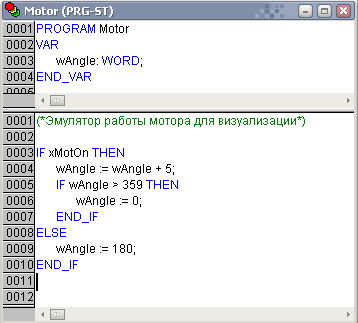 Motor (PRG-ST)
0001 PROGRAM Motor
0002 VAR
0003 wAngle: WORD;
0004 END_VAR
0005
0001 (*Эмулятор работы мотора для визуализации*)
0002
0003 IF xMotOn THEN
0004 wAngle := wAngle + 5;
0005 IF wAngle > 359 THEN
0006 wAngle := 0;
0007 END_IF
0008 ELSE
0009 wAngle := 180;
0010 END_IF
0011
0012